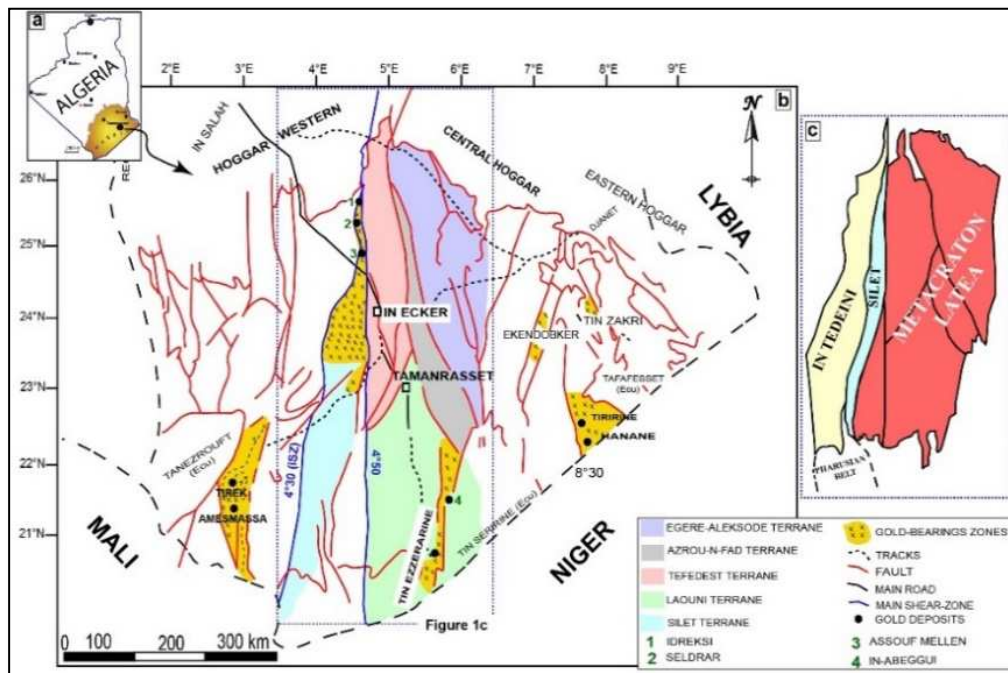 a
ALGERIA
2°E
3°E
4°E
5°E
6°E
7°E
8°E
9°E
b
N
26°N
25°N
24°N
23°N
22°N
21°N
IN SALAH
WESTERN
HOGGAR
CENTRAL HOGGAR
EASTERN HOGGAR
DJANET
LYBIA
1
2
3
IN ECKER
EKENDOBKER
TIN ZAKRI
TAMANRASSET
TAFAFESSET
(Ecu)
TIRIRINE
HANANE
8°30
TANEZROUFT
(Ecu)
4°30 (ISZ)
4°50
TIREK
AMESMASSA
4
TIN SERIRINE (Ecu)
TIN EZZERARINE
MALI
NIGER
Figure 1c
0 100 200 300 km
c
IN TEDEINI
SILET
METACRATON
LATEA
PHARUSIAN
BELT
EGERE-ALEKSODE TERRANE
AZROU-N-FAD TERRANE
TEFEDEST TERRANE
LAOUNI TERRANE
SILET TERRANE
1 IDREKSI
2 SELDRAR
GOLD-BEARINGS ZONES
TRACKS
FAULT
MAIN ROAD
MAIN SHEAR-ZONE
GOLD DEPOSITS
3 ASSOUF MELLEN
4 IN-ABEGGUI